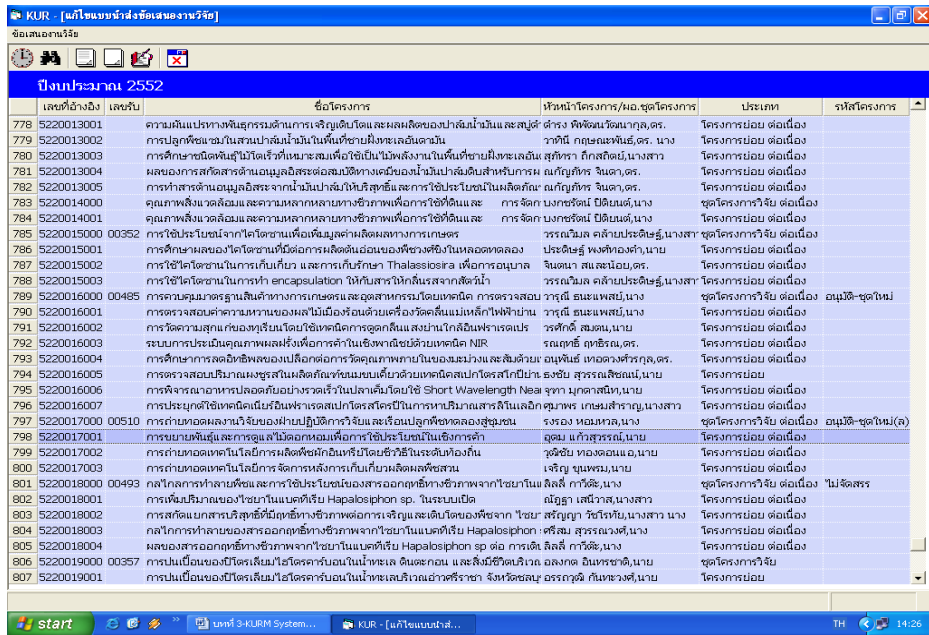 KUR - [แก้ไขแบบนำส่งข้อเสนองานวิจัย]
ข้อเสนองานวิจัย
ปีงบประมาณ 2552
เลขที่อ้างอิง เลขรับ ชื่อโครงการ หัวหน้าโครงการ/ผอ.ชุดโครงการ ประเภท รหัสโครงการ
778 5220013001 ความผันแปรทางพันธุกรรมด้านการเจริญเติบโตและผลผลิตของปาล์มน้ำมันและสบู่ดำ ดำรง พิพัฒนวัฒนากุล,ดร. โครงการย่อย ต่อเนื่อง
779 5220013002 การปลูกพืชแซมในสวนปาล์มน้ำมันในพื้นที่ชายฝั่งทะเลอันดามัน วาทินี กฤษณะพันธ์,ดร. นาง โครงการย่อย ต่อเนื่อง
780 5220013003 การศึกษาชนิดพันธุ์ไม้โตเร็วที่เหมาะสมเพื่อใช้เป็นไม้พลังงานในพื้นที่ชายฝั่งทะเลอันด สุภัทรา ถึกสถิตย์,นางสาว โครงการย่อย ต่อเนื่อง
781 5220013004 ผลของการสกัดสารต้านอนุมูลอิสระต่อสมบัติทางเคมีของน้ำมันปาล์มดิบสำหรับการผ ณกัญภัทร จินดา,ดร. โครงการย่อย ต่อเนื่อง
782 5220013005 การทำสารต้านอนุมูลอิสระจากน้ำมันปาล์มให้บริสุทธิ์และการใช้ประโยชน์ในผลิตภัณ ณกัญภัทร จินดา,ดร. โครงการย่อย ต่อเนื่อง
783 5220014000 คุณภาพสิ่งแวดล้อมและความหลากหลายทางชีวภาพเพื่อการใช้ที่ดินและ การจัดก บงกชรัตน์ ปิติยนต์,นาง ชุดโครงการวิจัย ต่อเนื่อง
784 5220014001 คุณภาพสิ่งแวดล้อมและความหลากหลายทางชีวภาพเพื่อการใช้ที่ดินและ การจัดก บงกชรัตน์ ปิติยนต์,นาง โครงการย่อย ต่อเนื่อง
785 5220015000 00352 การใช้ประโยชน์จากไคโตซานเพื่อเพิ่มมูลค่าผลิตผลทางการเกษตร วรรณวิมล คล้ายประดิษฐ์,นางสา ชุดโครงการวิจัย ต่อเนื่อง
786 5220015001 การศึกษาผลของไคโตซานที่มีต่อการผลิตต้นอ่อนของพืชวงศ์ขิงในหลอดทดลอง ประดิษฐ์ พงศ์ทองคำ,นาย โครงการย่อย ต่อเนื่อง
787 5220015002 การใช้ไคโตซานในการเก็บเกี่ยว และการเก็บรักษา Thalassiosira เพื่อการอนุบาล จินตนา สและน้อย,ดร. โครงการย่อย ต่อเนื่อง
788 5220015003 การใช้ไคโตซานในการทำ encapsulation ให้กับสารให้กลิ่นรสจากสัตว์น้ำ วรรณวิมล คล้ายประดิษฐ์,นางสา โครงการย่อย ต่อเนื่อง
789 5220016000 00485 การควบคุมมาตรฐานสินค้าทางการเกษตรและอุตสาหกรรมโดยเทคนิค การตรวจสอบ วารุณี ธนะแพสย์,นาง ชุดโครงการวิจัย ต่อเนื่อง อนุมัติ-ชุดใหม่
790 5220016001 การตรวจสอบค่าความหวานของผลไม้เมืองร้อนด้วยเครื่องวัดคลื่นแม่เหล็กไฟฟ้าย่าน วารุณี ธนะแพสย์,นาง โครงการย่อย ต่อเนื่อง
791 5220016002 การวัดความสุกแก่ของทุเรียนโดยใช้เทคนิคการดูดกลืนแสงย่านใกล้อินฟราเรดเปร วรศักดิ์ สมตน,นาย โครงการย่อย ต่อเนื่อง
792 5220016003 ระบบการประเมินคุณภาพผลฝรั่งเพื่อการค้าในเชิงพาณิชย์ด้วยเทคนิค NIR รณฤทธิ์ ฤทธิรณ,ดร. โครงการย่อย ต่อเนื่อง
793 5220016004 การศึกษาการลดอิทธิพลของเปลือกต่อการวัดคุณภาพภายในของมะม่วงและส้มด้วยเ อนุพันธ์ เทอดวงศ์วรกุล,ดร. โครงการย่อย ต่อเนื่อง
794 5220016005 การตรวจสอบปริมาณผงชูรสในผลิตภัณฑ์ขนมขบเคี้ยวด้วยเทคนิคสเปกโตรสโกปีย่าน ธงชัย สุวรรณสิชณน์,นาย โครงการย่อย
795 5220016006 การพิจารณาอาหารปลอดภัยอย่างรวดเร็วในปลาเค็มโดยใช้ Short Wavelength Near จุฑา มุกดาสนิท,นาง โครงการย่อย ต่อเนื่อง
796 5220016007 การประยุกต์ใช้เทคนิคเนียร์อินฟราเรดสเปกโตรสโครปีในการหาปริมาณสารลิโนเลอิก ศุมาพร เกษมสำราญ,นางสาว โครงการย่อย ต่อเนื่อง
797 5220017000 00510 การถ่ายทอดผลงานวิจัยของฝ่ายปฏิบัติการวิจัยและเรือนปลูกพืชทดลองสู่ชุมชน รงรอง หอมหวล,นาง ชุดโครงการวิจัย ต่อเนื่อง อนุมัติ-ชุดใหม่(ล)
798 5220017001 การขยายพันธุ์และการดูแลไม้ดอกหอมเพื่อการใช้ประโยชน์ในเชิงการค้า อุดม แก้วสุวรรณ์,นาย โครงการย่อย ต่อเนื่อง
799 5220017002 การถ่ายทอดเทคโนโลยีการผลิตพืชผักอินทรีย์โดยชีววิธีในระดับท้องถิ่น วุฒิชัย ทองดอนแอ,นาย โครงการย่อย ต่อเนื่อง
800 5220017003 การถ่ายทอดเทคโนโลยีการจัดการหลังการเก็บเกี่ยวผลิตผลพืชสวน เจริญ ขุนพรม,นาย โครงการย่อย ต่อเนื่อง
801 5220018000 00493 กลไกลการทำลายพืชและการใช้ประโยชน์ของสารออกฤทธิ์ทางชีวภาพจากไซยาโนแ ลิลลี่ กาวีต๊ะ,นาง ชุดโครงการวิจัย ต่อเนื่อง ไม่จัดสรร
802 5220018001 การเพิ่มปริมาณของไซยาโนแบคทีเรีย Hapalosiphon sp. ในระบบเปิด ณัฏฐา เสนีวาส,นางสาว โครงการย่อย ต่อเนื่อง
803 5220018002 การสกัดแยกสารบริสุทธิ์ที่มีฤทธิ์ทางชีวภาพต่อการเจริญและเติบโตของพืชจาก ไซยา สรัญญา วัชโรทัย,นางสาว นาง โครงการย่อย ต่อเนื่อง
804 5220018003 กลไกการทำลายของสารออกฤทธิ์ทางชีวภาพจากไซยาโนแบคทีเรีย Hapalosiphon ศรีสม สุวรรณวงศ์,นาง โครงการย่อย ต่อเนื่อง
805 5220018004 ผลของสารออกฤทธิ์ทางชีวภาพจากไซยาโนแบคทีเรีย Hapalosiphon sp ต่อ การเติ ลิลลี่ กาวีต๊ะ,นาง โครงการย่อย ต่อเนื่อง
806 5220019000 00357 การปนเปื้อนของปิโตรเลียมไฮโดรคาร์บอนในน้ำทะเล ดินตะกอน และสิ่งมีชีวิตบริเวณ อลงกต อินทรชาติ,นาง ชุดโครงการวิจัย
807 5220019001 การปนเปื้อนของปิโตรเลียมไฮโดรคาร์บอนในน้ำทะเลบริเวณอ่าวศรีราชา จังหวัดชลบุ อรรถวุฒิ กันทะวงศ์,นาย โครงการย่อย
start บทที่ 3-KURM System... KUR - [แก้ไขแบบนำส่... TH 14:26